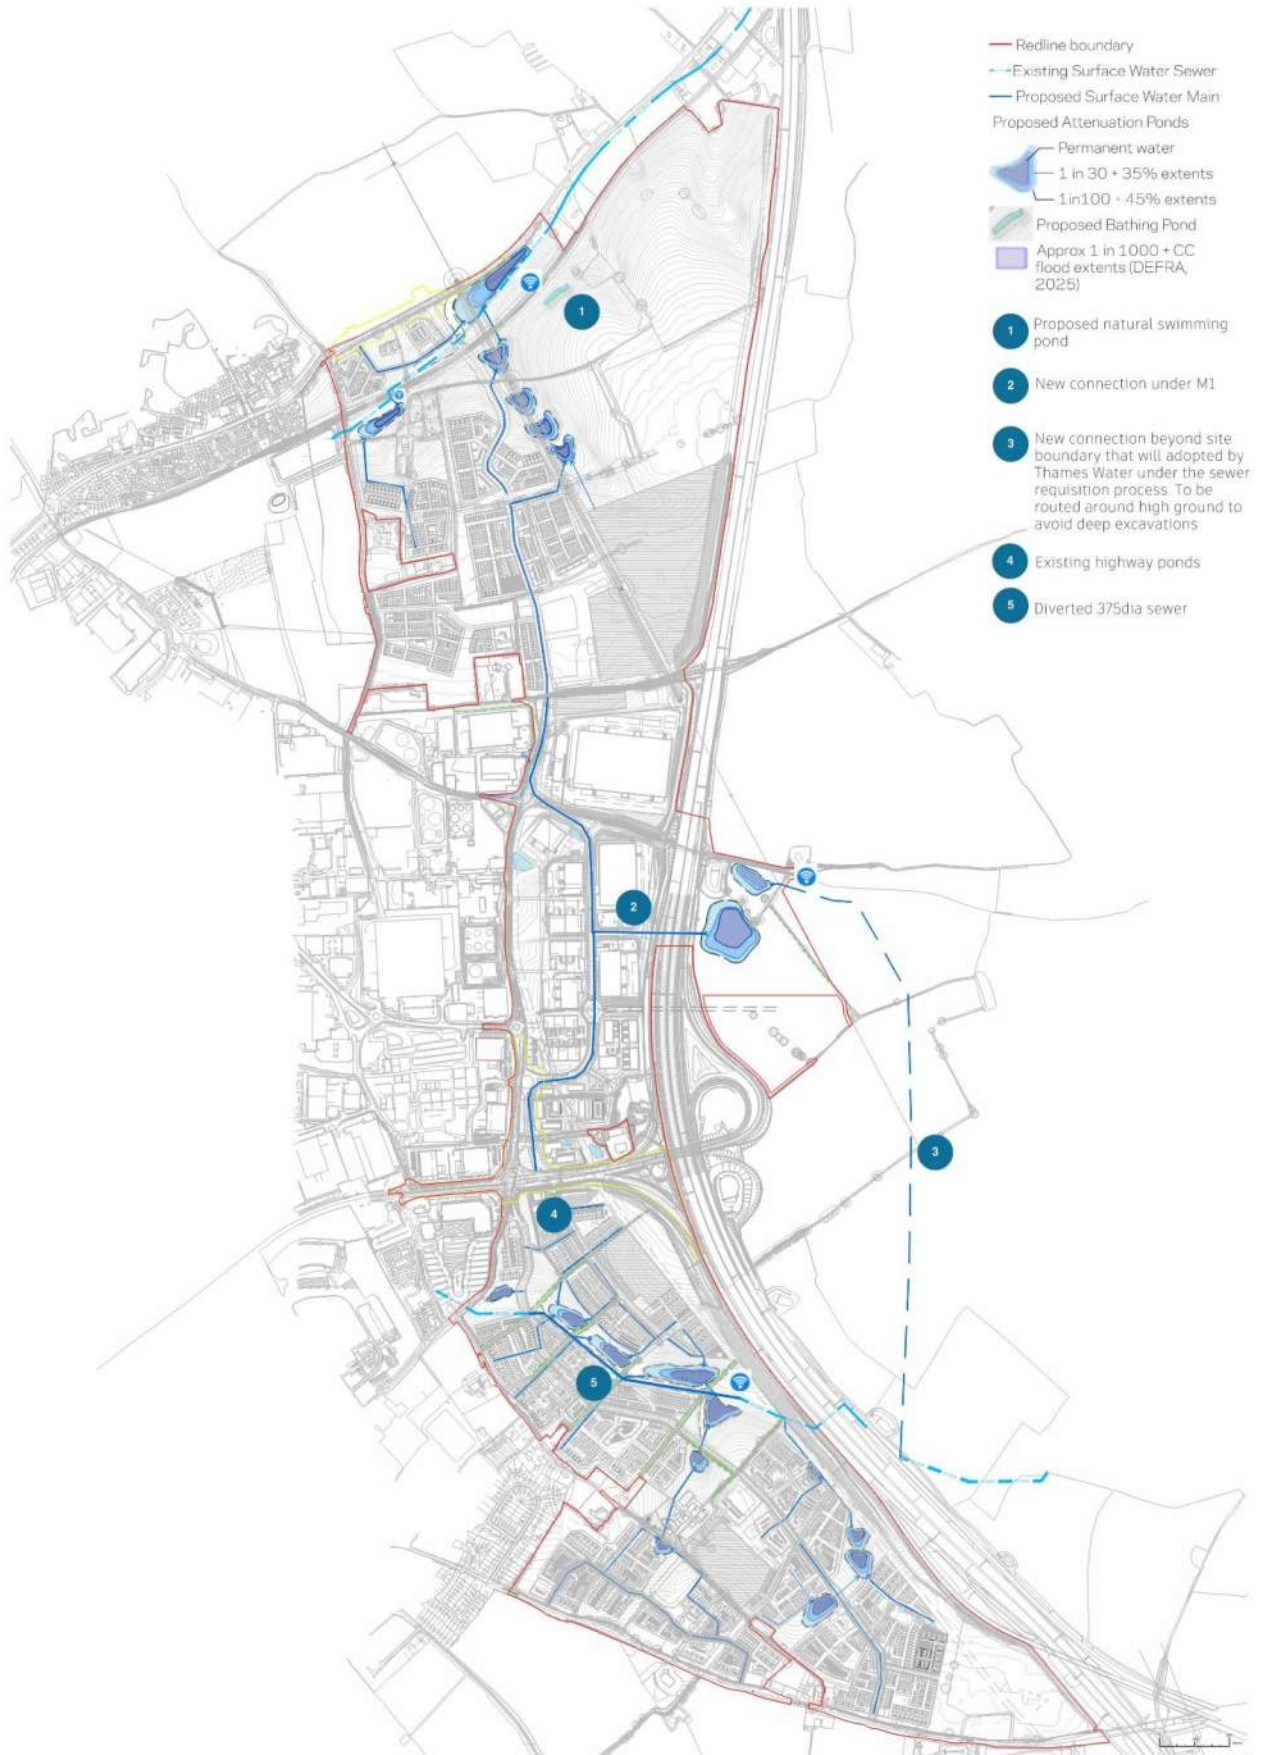 Redline boundary
Existing Surface Water Sewer
Proposed Surface Water Main
Proposed Attenuation Ponds
Permanent water
1 in 30 + 35% extents
1in100 + 45% extents
Proposed Bathing Pond
Approx 1 in 1000 + CC
flood extents (DEFRA,
2025)
1 Proposed natural swimming
pond
2 New connection under M1
3 New connection beyond site
boundary that will adopted by
Thames Water under the sewer
requisition process. To be
routed around high ground to
avoid deep excavations
4 Existing highway ponds
5 Diverted 375dia sewer
1
2
3
4
5